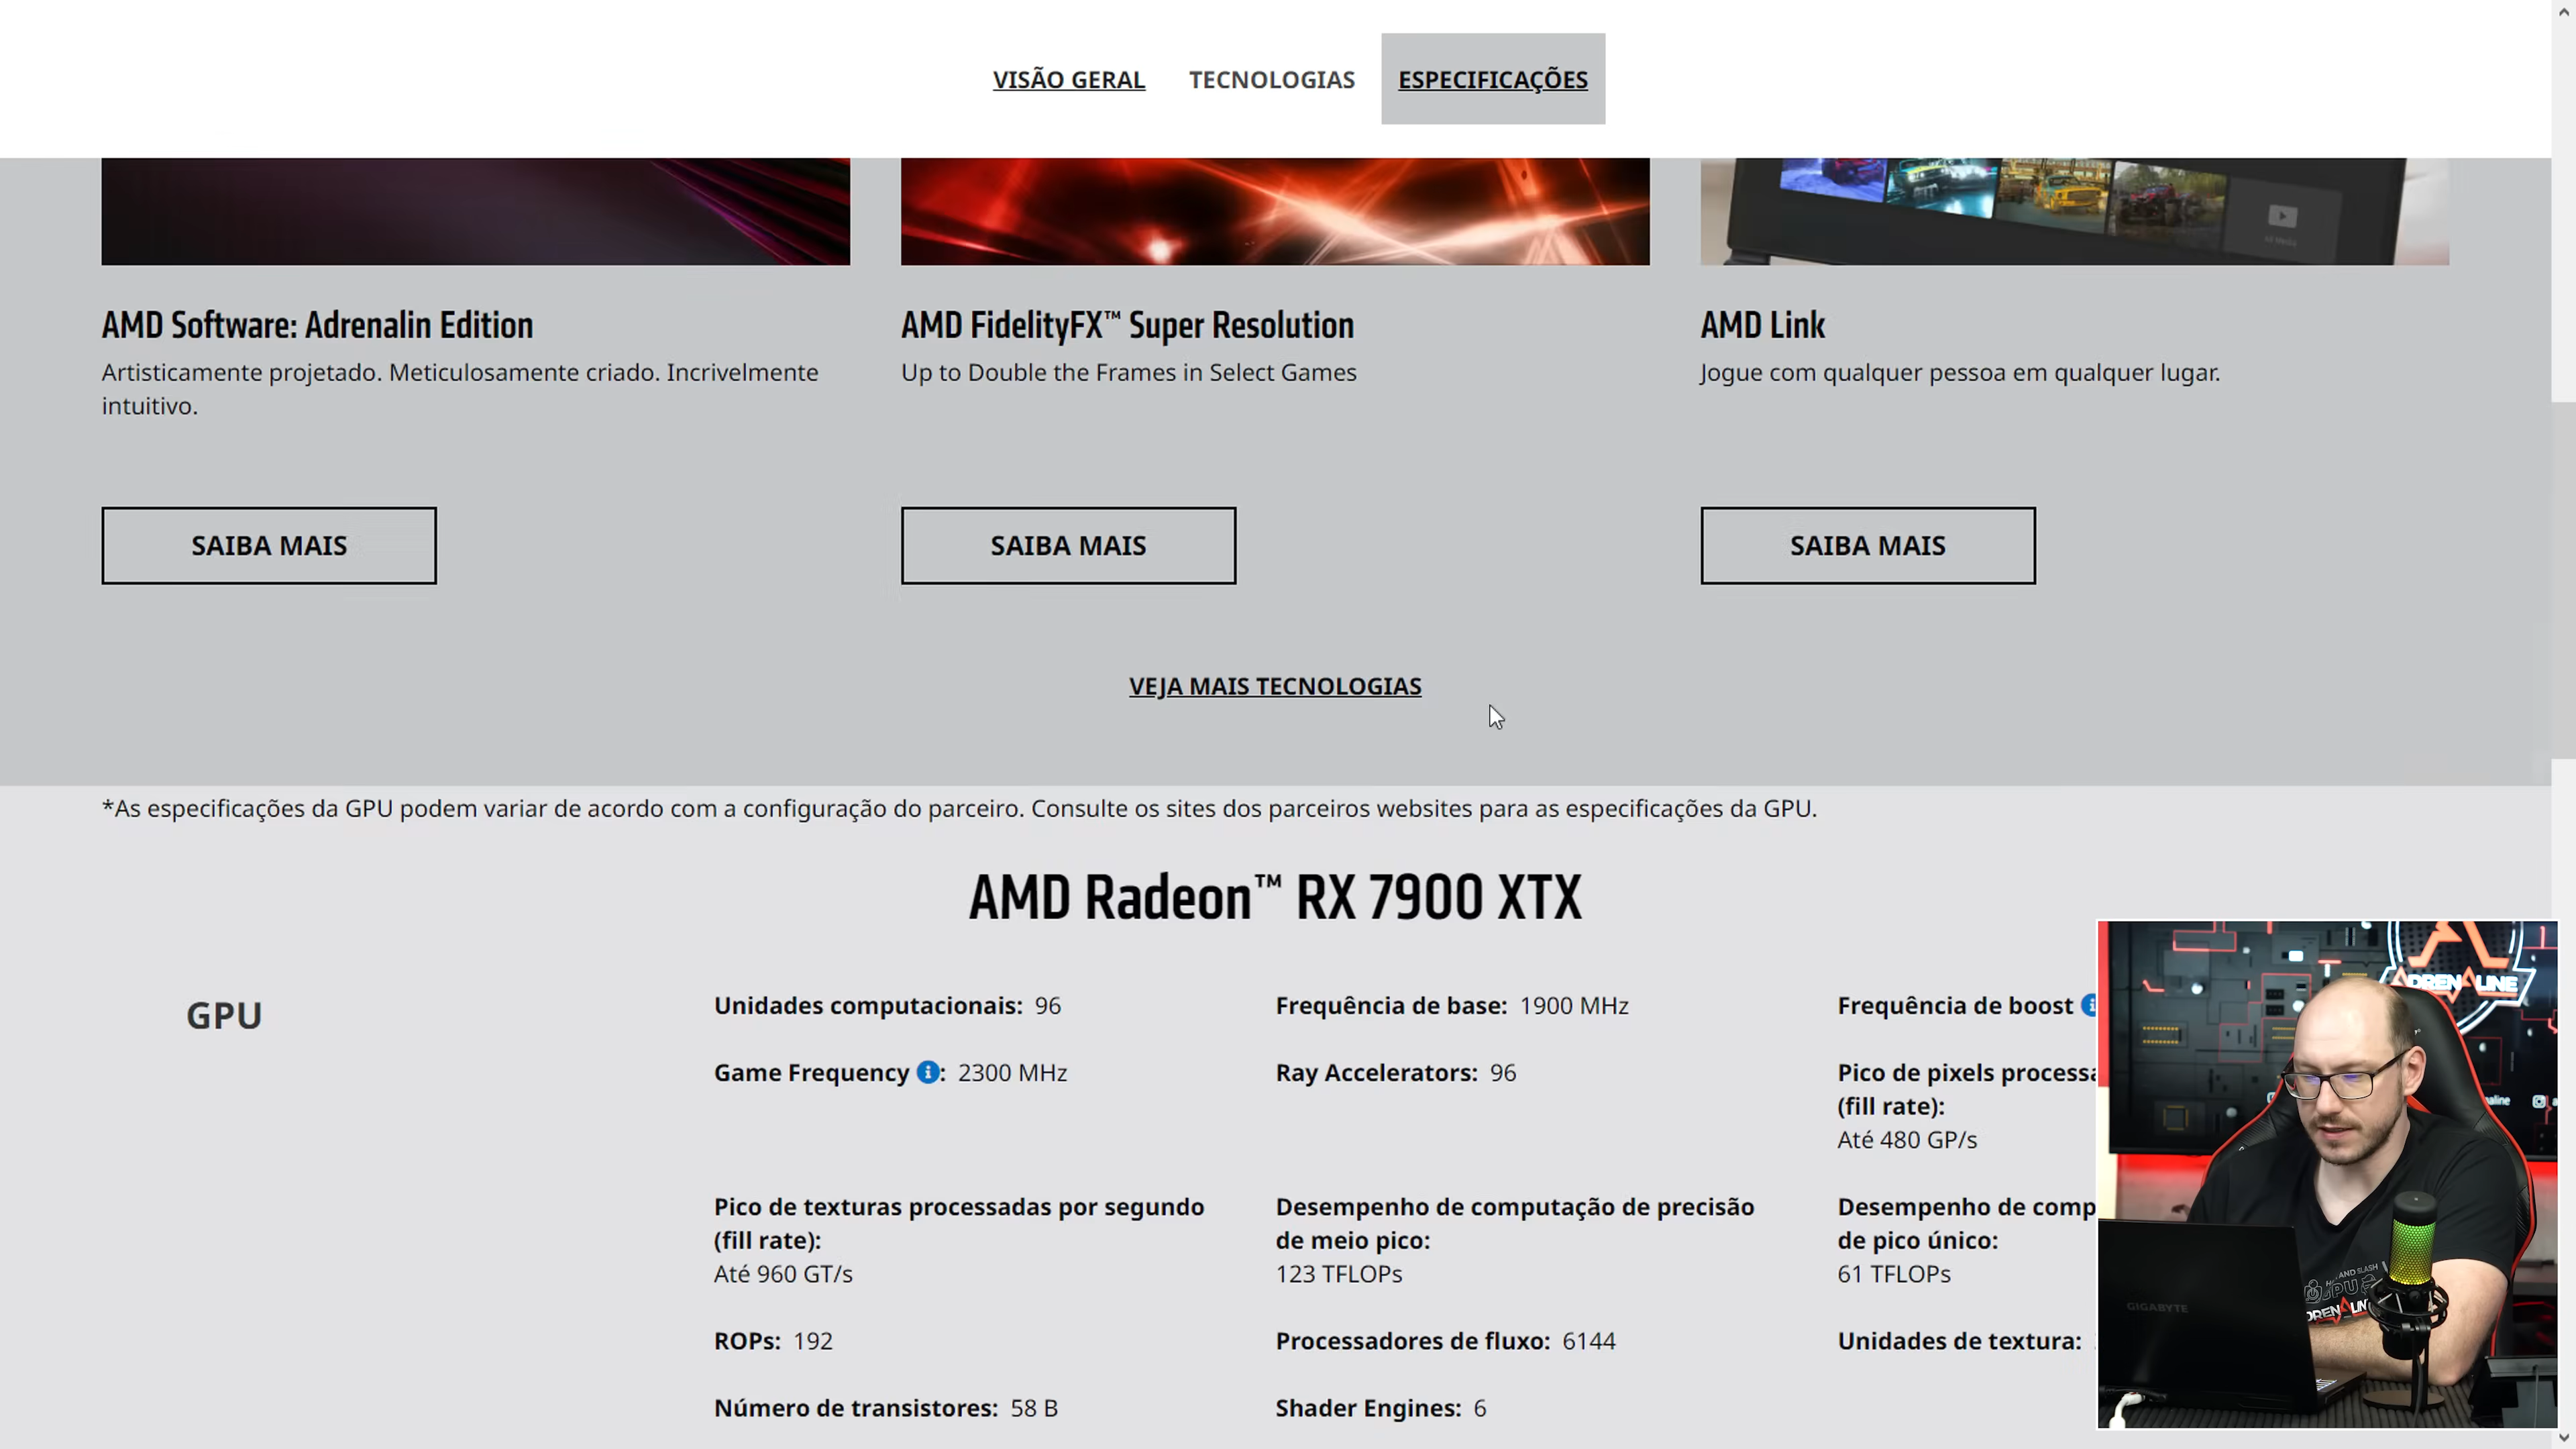 VISÃO GERAL TECNOLOGIAS ESPECIFICAÇÕES
AMD Software: Adrenalin Edition
Artisticamente projetado. Meticulosamente criado. Incrivelmente
intuitivo.
SAIBA MAIS
AMD FidelityFX™ Super Resolution
Up to Double the Frames in Select Games
SAIBA MAIS
AMD Link
Jogue com qualquer pessoa em qualquer lugar.
SAIBA MAIS
VEJA MAIS TECNOLOGIAS
*As especificações da GPU podem variar de acordo com a configuração do parceiro. Consulte os sites dos parceiros websites para as especificações da GPU.
AMD Radeon™ RX 7900 XTX
GPU
Unidades computacionais: 96
Frequência de base: 1900 MHz
Frequência de boost
Game Frequency : 2300 MHz
Ray Accelerators: 96
Pico de pixels processa
(fill rate):
Até 480 GP/s
Pico de texturas processadas por segundo
(fill rate):
Até 960 GT/s
Desempenho de computação de precisão
de meio pico:
123 TFLOPs
Desempenho de comp
de pico único:
61 TFLOPs
ROPs: 192
Processadores de fluxo: 6144
Unidades de textura:
Número de transistores: 58 B
Shader Engines: 6
ADRENALINE
GIGABYTE